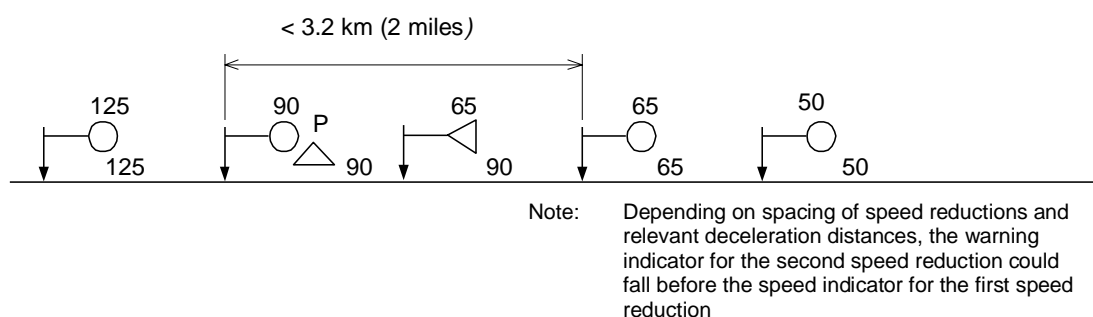 < 3.2 km (2 miles)
125 90 P 65 65 50
125 90 90 65 50
Note: Depending on spacing of speed reductions and
relevant deceleration distances, the warning
indicator for the second speed reduction could
fall before the speed indicator for the first speed
reduction